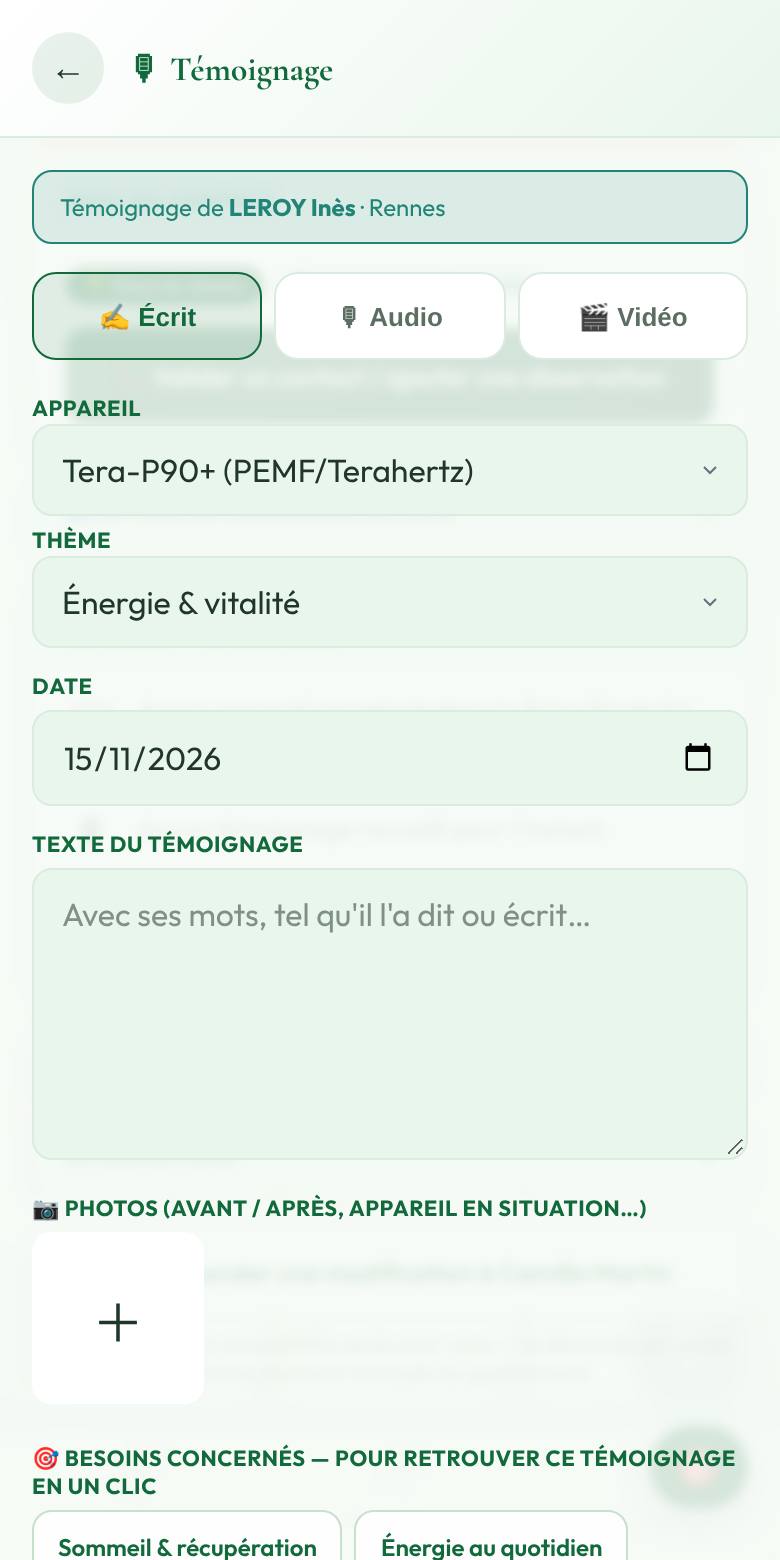 ← 🎙 Témoignage
Témoignage de LEROY Inès · Rennes
✍️ Écrit
🎙 Audio
🎬 Vidéo
APPAREIL
Tera-P90+ (PEMF/Terahertz)
THÈME
Énergie & vitalité
DATE
15/11/2026
TEXTE DU TÉMOIGNAGE
Avec ses mots, tel qu'il l'a dit ou écrit…
📷 PHOTOS (AVANT / APRÈS, APPAREIL EN SITUATION…)
+
🎯 BESOINS CONCERNÉS — POUR RETROUVER CE TÉMOIGNAGE
EN UN CLIC
Sommeil & récupération
Énergie au quotidien